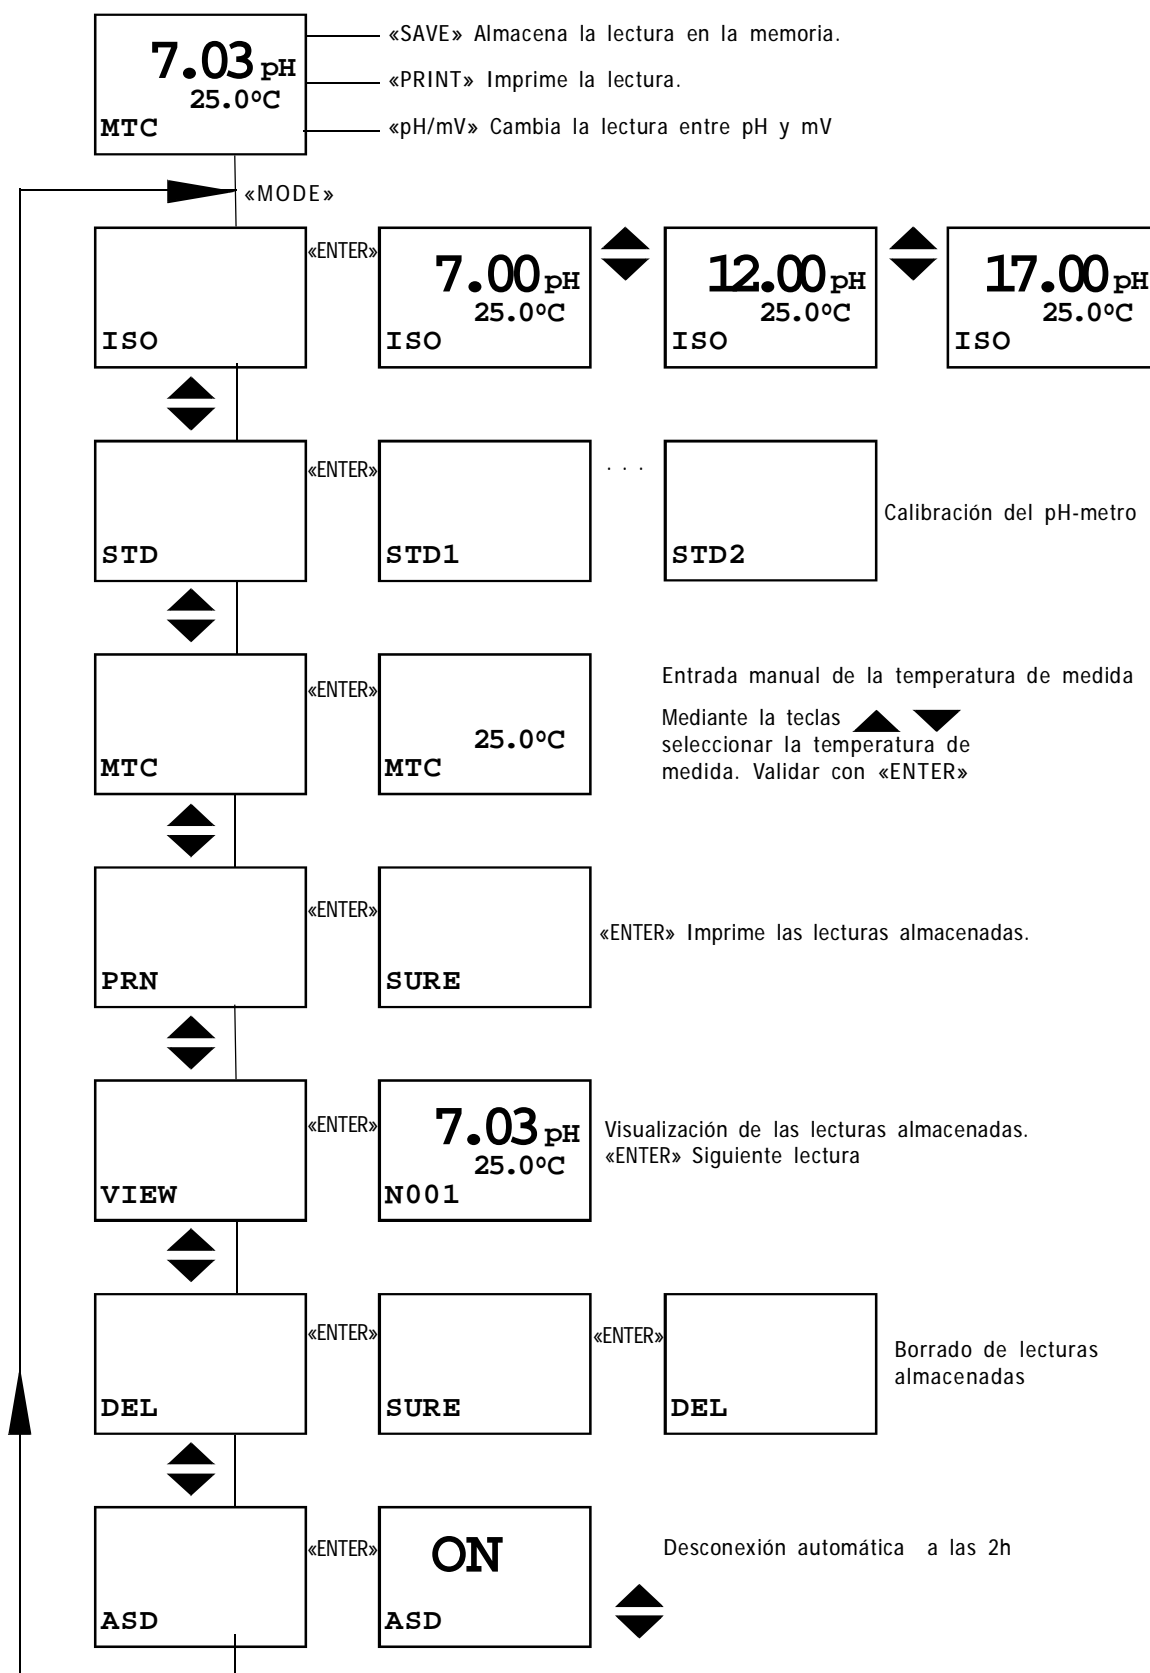 7.03 pH
25.0ºC
MTC
«SAVE» Almacena la lectura en la memoria.
«PRINT» Imprime la lectura.
«pH/mV» Cambia la lectura entre pH y mV
«MODE»
ISO
«ENTER»
7.00 pH
25.0ºC
ISO
12.00 pH
25.0ºC
ISO
17.00 pH
25.0ºC
ISO
STD
«ENTER»
STD1
. . .
STD2
Calibración del pH-metro
MTC
«ENTER»
25.0ºC
MTC
Entrada manual de la temperatura de medida
Mediante la teclas
seleccionar la temperatura de
medida. Validar con «ENTER»
PRN
«ENTER»
SURE
«ENTER» Imprime las lecturas almacenadas.
VIEW
«ENTER»
7.03 pH
25.0ºC
N001
Visualización de las lecturas almacenadas.
«ENTER» Siguiente lectura
DEL
«ENTER»
SURE
«ENTER»
DEL
Borrado de lecturas
almacenadas
ASD
«ENTER»
ON
ASD
Desconexión automática a las 2h